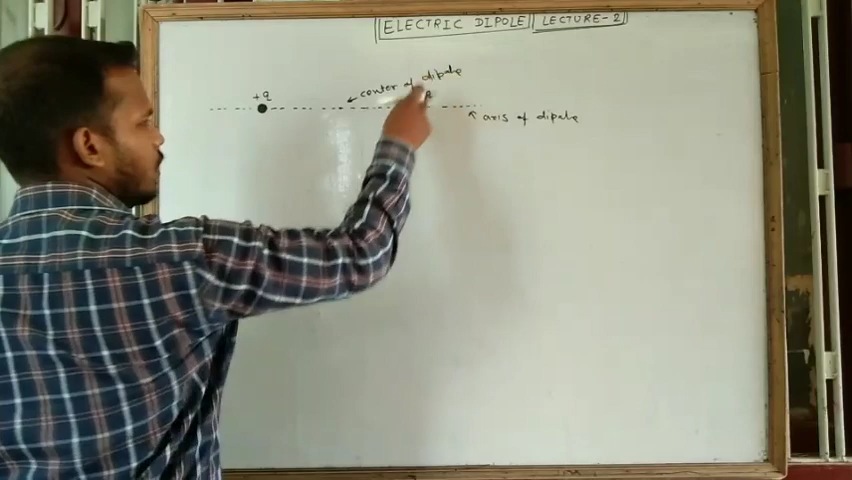 ELECTRIC DIPOLE LECTURE-2
center of dipole
+q
axis of dipole